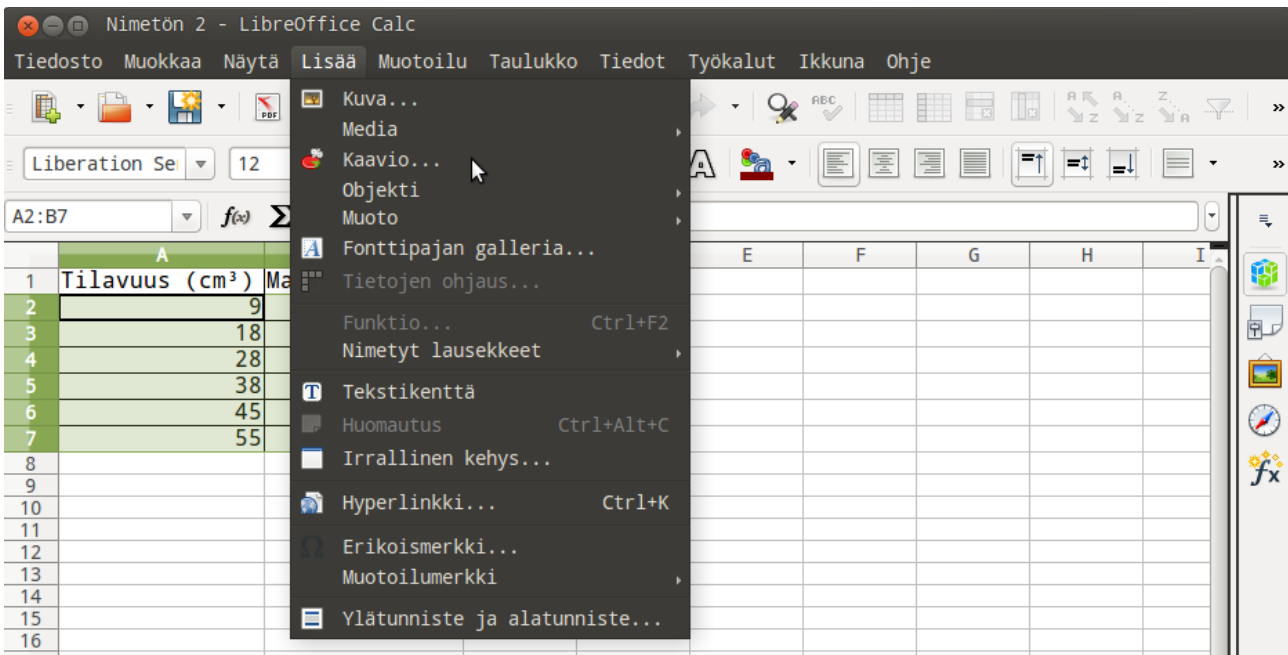 Nimetön 2 - LibreOffice Calc
Tiedosto Muokkaa Näytä Lisää Muotoilu Taulukko Tiedot Työkalut Ikkuna Ohje
Kuva...
Media
PDF
ABC
Kaavio...
Liberation Se
12
Objekti
A2:B7
f(x) Σ
Muoto
Fonttipajan galleria...
A E F G H I
1 Tilavuus (cm³) Ma
Tietojen ohjaus...
2 9
Funktio... Ctrl+F2
3 18
Nimetyt lausekkeet
4 28
5 38
Tekstikenttä
6 45
Huomautus Ctrl+Alt+C
7 55
Irrallinen kehys...
8
9
Hyperlinkki... Ctrl+K
10
11
Erikoismerkki...
12
13
Muotoilumerkki
14
15
Ylätunniste ja alatunniste...
16